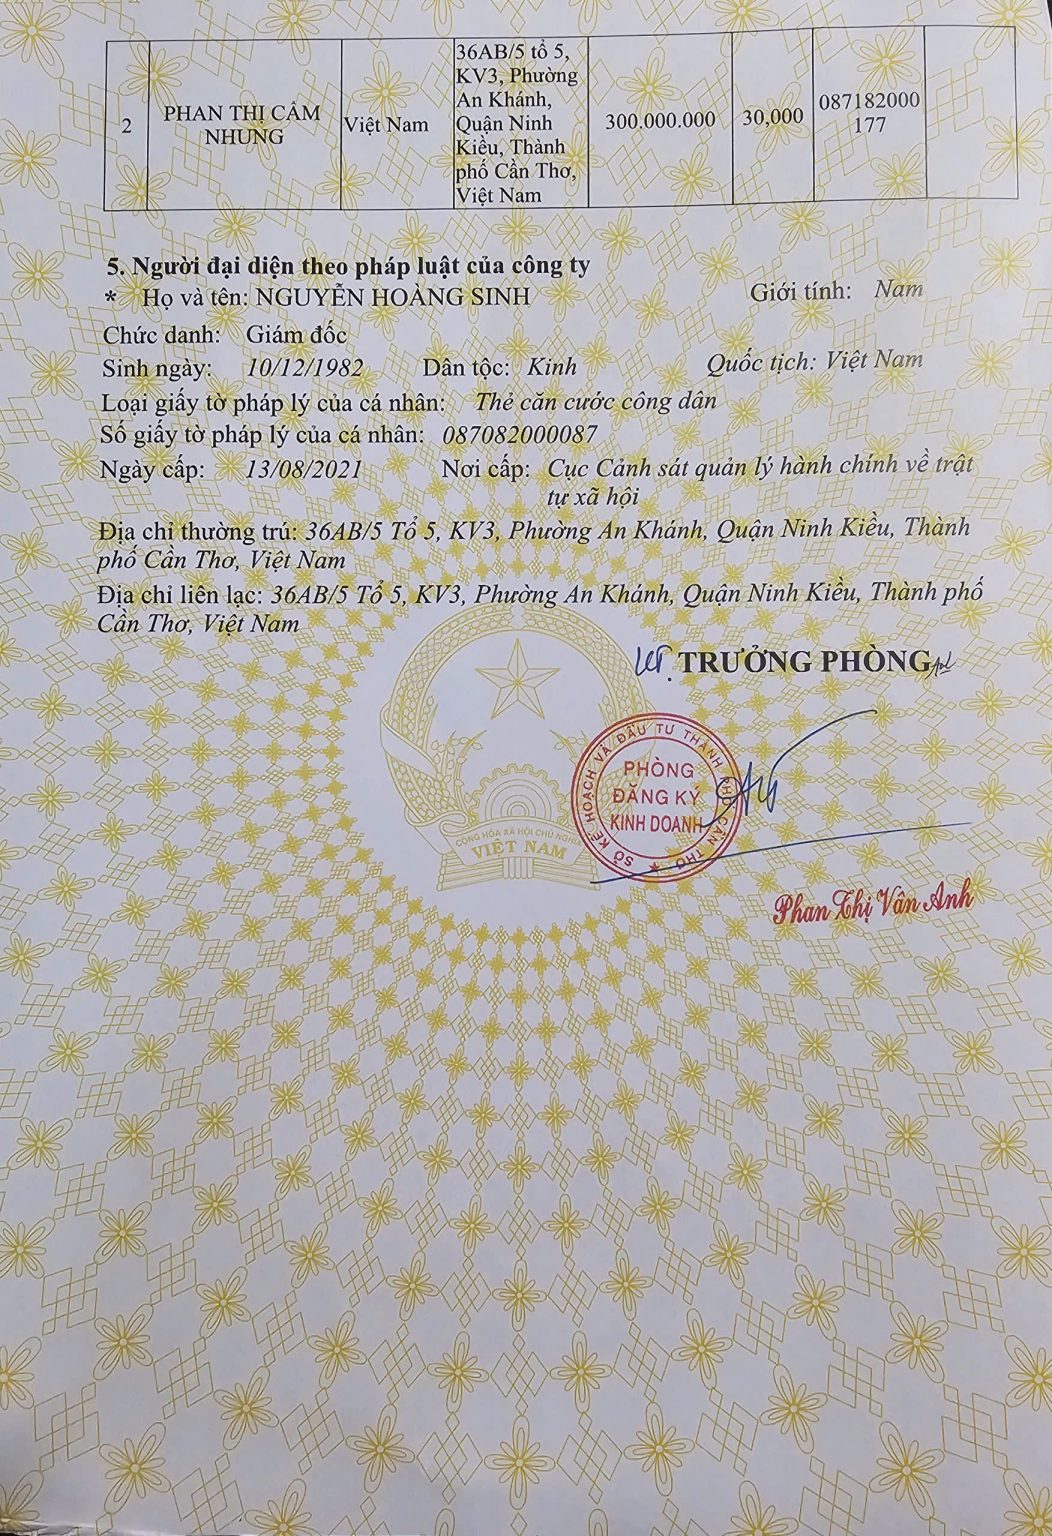 2
PHAN THỊ CẨM
NHUNG
Việt Nam
36AB/5 tổ 5,
KV3, Phường
An Khánh,
Quận Ninh
Kiều, Thành
phố Cần Thơ,
Việt Nam
300.000.000
30,000
087182000
177
5. Người đại diện theo pháp luật của công ty
* Họ và tên: NGUYỄN HOÀNG SINH Giới tính: Nam
Chức danh: Giám đốc
Sinh ngày: 10/12/1982 Dân tộc: Kinh Quốc tịch: Việt Nam
Loại giấy tờ pháp lý của cá nhân: Thẻ căn cước công dân
Số giấy tờ pháp lý của cá nhân: 087082000087
Ngày cấp: 13/08/2021 Nơi cấp: Cục Cảnh sát quản lý hành chính về trật
tự xã hội
Địa chỉ thường trú: 36AB/5 Tổ 5, KV3, Phường An Khánh, Quận Ninh Kiều, Thành
phố Cần Thơ, Việt Nam
Địa chỉ liên lạc: 36AB/5 Tổ 5, KV3, Phường An Khánh, Quận Ninh Kiều, Thành phố
Cần Thơ, Việt Nam
KT. TRƯỞNG PHÒNG
SỞ KẾ HOẠCH VÀ ĐẦU TƯ THÀNH PHỐ CẦN THƠ
PHÒNG
ĐĂNG KÝ
KINH DOANH
CỘNG HÒA XÃ HỘI CHỦ NGHĨA
VIỆT NAM
Phan Thị Vân Anh